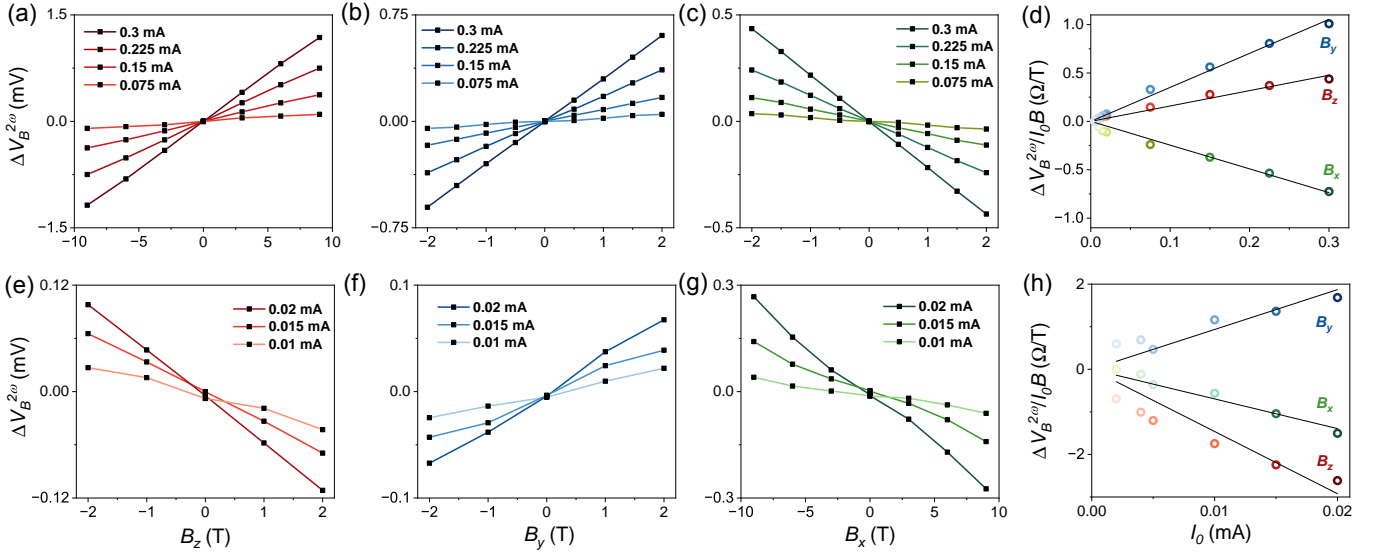 (a)
1.5
0.0
−1.5
ΔV_B^{2ω} (mV)
0.3 mA
0.225 mA
0.15 mA
0.075 mA
−10 −5 0 5 10
(b)
0.75
0.00
−0.75
0.3 mA
0.225 mA
0.15 mA
0.075 mA
−2 −1 0 1 2
(c)
0.5
0.0
−0.5
0.3 mA
0.225 mA
0.15 mA
0.075 mA
−2 −1 0 1 2
(d)
1.0
0.5
0.0
−0.5
−1.0
ΔV_B^{2ω}/I_0B (Ω/T)
B_y
B_z
B_x
0.0 0.1 0.2 0.3
(e)
0.12
0.00
−0.12
ΔV_B^{2ω} (mV)
0.02 mA
0.015 mA
0.01 mA
−2 −1 0 1 2
B_z (T)
(f)
0.1
0.0
−0.1
0.02 mA
0.015 mA
0.01 mA
−2 −1 0 1 2
B_y (T)
(g)
0.3
0.0
−0.3
0.02 mA
0.015 mA
0.01 mA
−10 −5 0 5 10
B_x (T)
(h)
2
0
−2
ΔV_B^{2ω}/I_0B (Ω/T)
B_y
B_x
B_z
0.00 0.01 0.02
I_0 (mA)